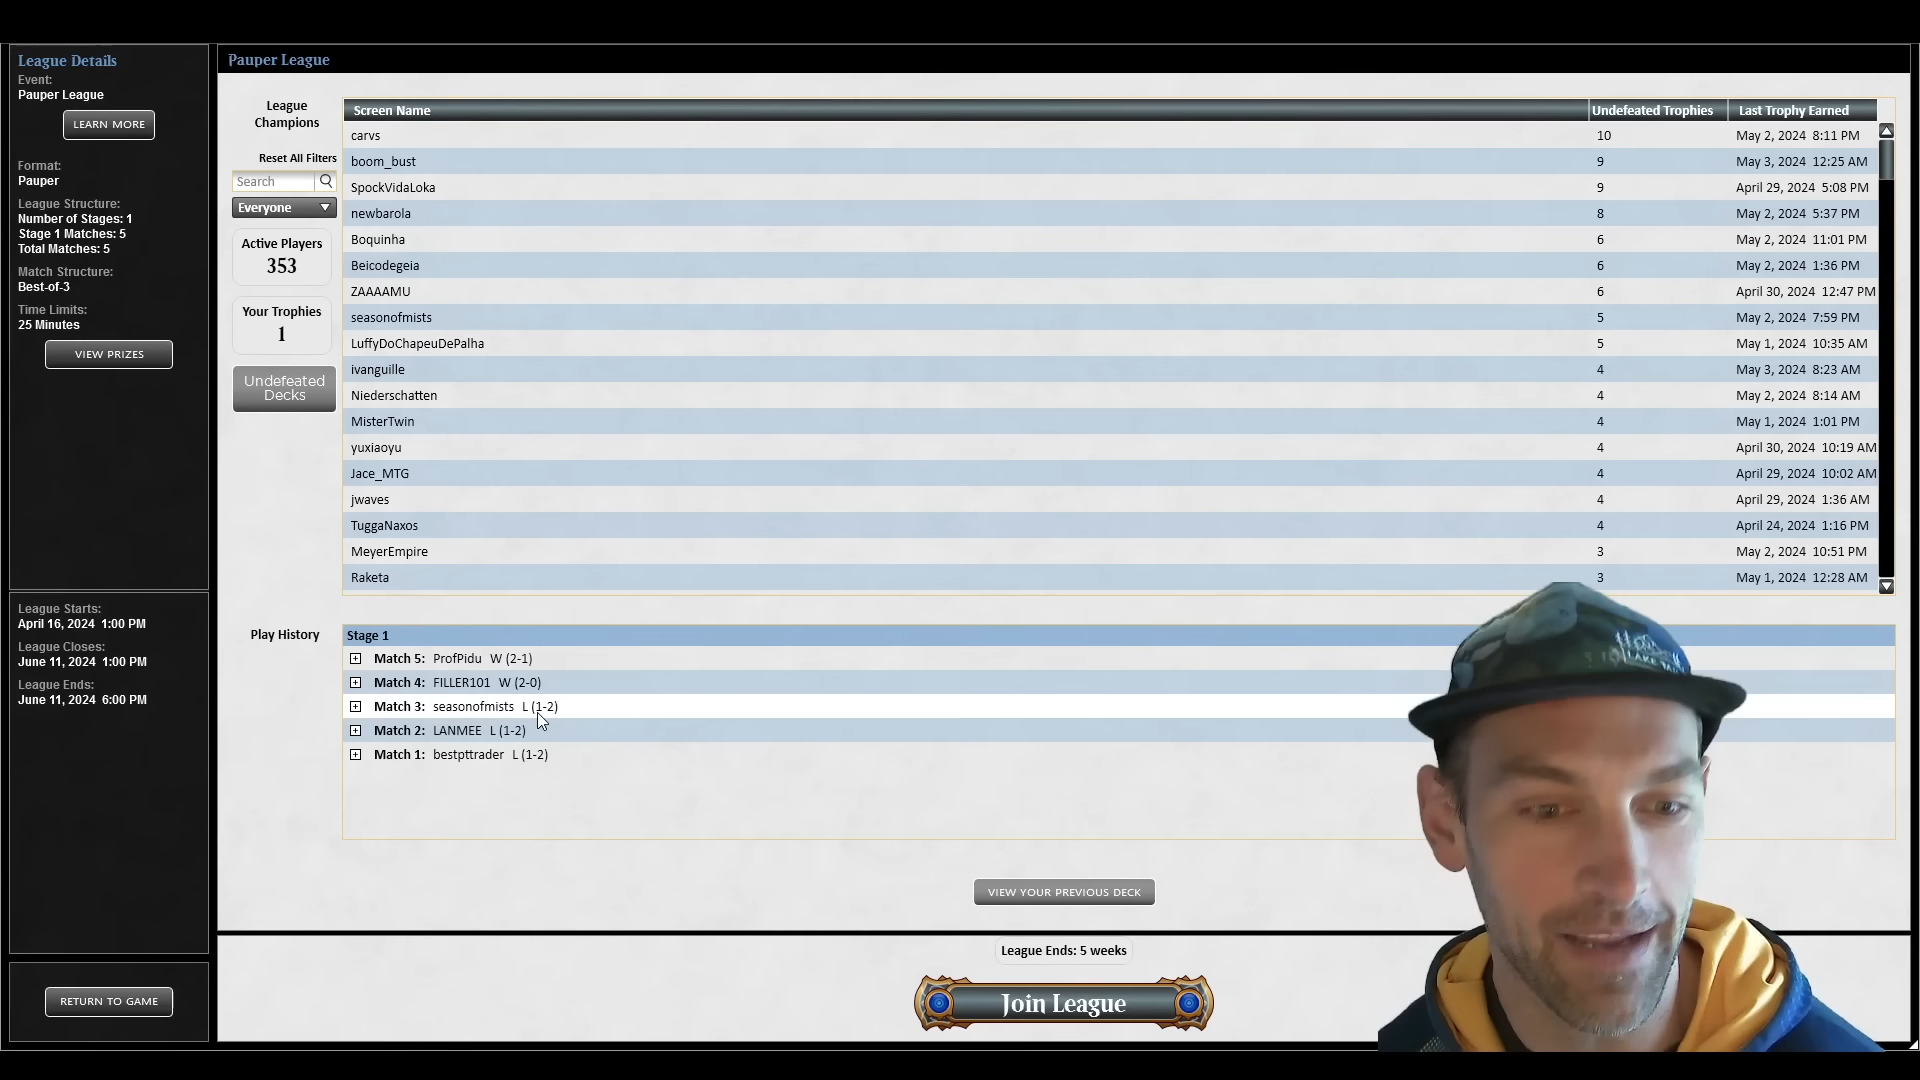 League Details
Event:
Pauper League
LEARN MORE
Format:
Pauper
League Structure:
Number of Stages: 1
Stage 1 Matches: 5
Total Matches: 5
Match Structure:
Best-of-3
Time Limits:
25 Minutes
VIEW PRIZES
League Starts:
April 16, 2024 1:00 PM
League Closes:
June 11, 2024 1:00 PM
League Ends:
June 11, 2024 6:00 PM
RETURN TO GAME
Pauper League
League
Champions
Reset All Filters
Search
Everyone
Active Players
353
Your Trophies
1
Undefeated
Decks
Screen Name Undefeated Trophies Last Trophy Earned
carvs 10 May 2, 2024 8:11 PM
boom_bust 9 May 3, 2024 12:25 AM
SpockVidaLoka 9 April 29, 2024 5:08 PM
newbarola 8 May 2, 2024 5:37 PM
Boquinha 6 May 2, 2024 11:01 PM
Beicodegeia 6 May 2, 2024 1:36 PM
ZAAAAMU 6 April 30, 2024 12:47 PM
seasonofmists 5 May 2, 2024 7:59 PM
LuffyDoChapeuDePalha 5 May 1, 2024 10:35 AM
ivanguille 4 May 3, 2024 8:23 AM
Niederschatten 4 May 2, 2024 8:14 AM
MisterTwin 4 May 1, 2024 1:01 PM
yuxiaoyu 4 April 30, 2024 10:19 AM
Jace_MTG 4 April 29, 2024 10:02 AM
jwaves 4 April 29, 2024 1:36 AM
TuggaNaxos 4 April 24, 2024 1:16 PM
MeyerEmpire 3 May 2, 2024 10:51 PM
Raketa 3 May 1, 2024 12:28 AM
Play History
Stage 1
Match 5: ProfPidu W (2-1)
Match 4: FILLER101 W (2-0)
Match 3: seasonofmists L (1-2)
Match 2: LANMEE L (1-2)
Match 1: bestpttrader L (1-2)
VIEW YOUR PREVIOUS DECK
League Ends: 5 weeks
Join League